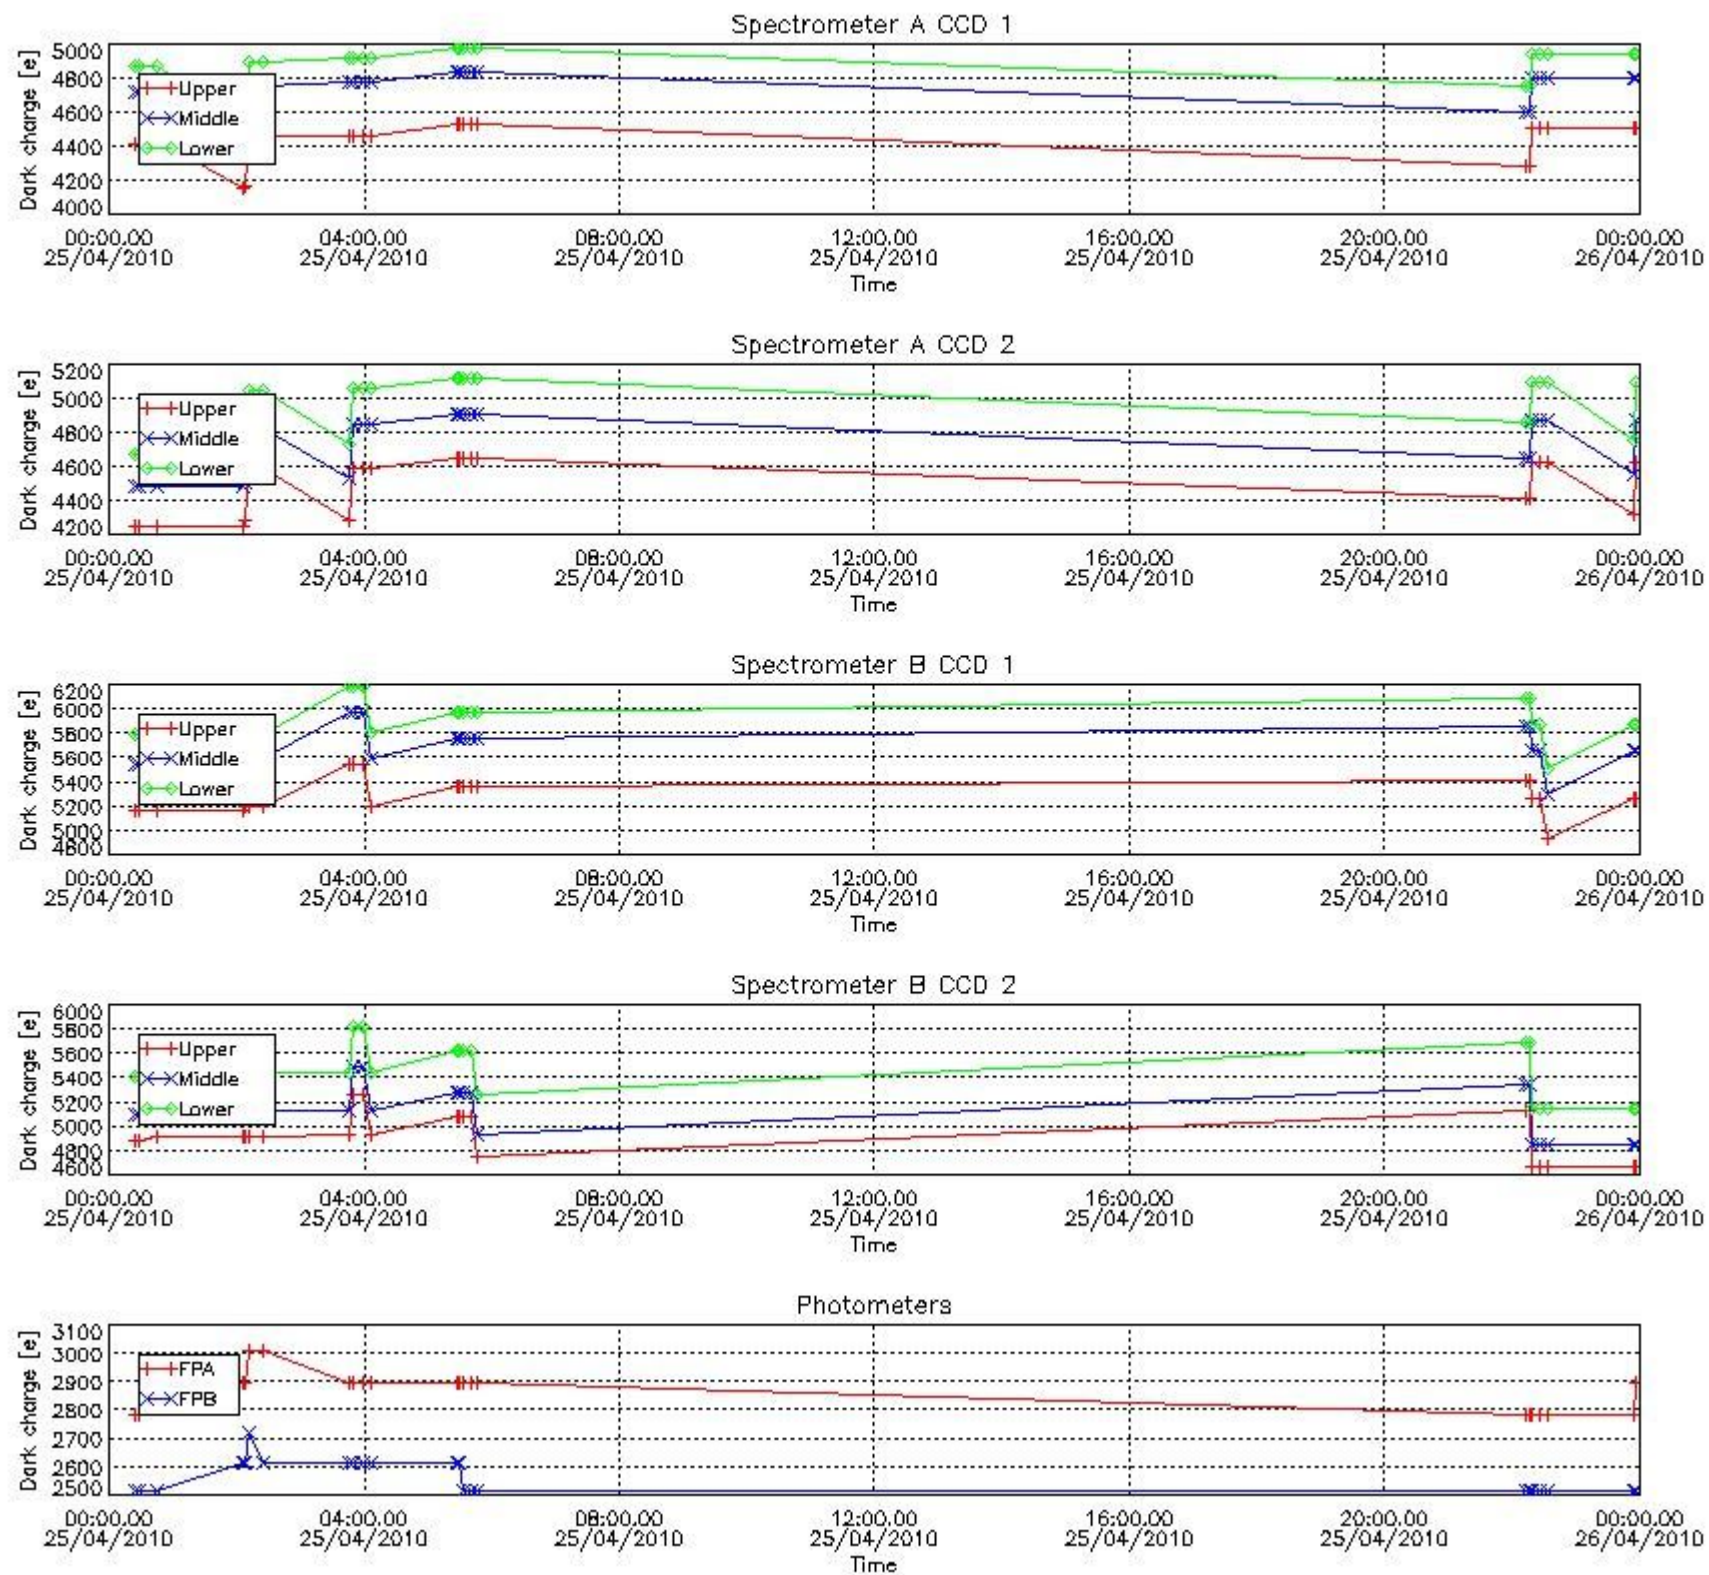 Spectrometer A CCD 1
Dark charge [e]
5000
4800
4600
4400
4200
4000
Upper
Middle
Lower
00:00.00 04:00.00 08:00.00 12:00.00 16:00.00 20:00.00 00:00.00
25/04/2010 25/04/2010 25/04/2010 25/04/2010 25/04/2010 25/04/2010 26/04/2010
Time
Spectrometer A CCD 2
Dark charge [e]
5200
5000
4800
4600
4400
4200
Upper
Middle
Lower
00:00.00 04:00.00 08:00.00 12:00.00 16:00.00 20:00.00 00:00.00
25/04/2010 25/04/2010 25/04/2010 25/04/2010 25/04/2010 25/04/2010 26/04/2010
Time
Spectrometer B CCD 1
Dark charge [e]
6200
6000
5800
5600
5400
5200
5000
4800
Upper
Middle
Lower
00:00.00 04:00.00 08:00.00 12:00.00 16:00.00 20:00.00 00:00.00
25/04/2010 25/04/2010 25/04/2010 25/04/2010 25/04/2010 25/04/2010 26/04/2010
Time
Spectrometer B CCD 2
Dark charge [e]
6000
5800
5600
5400
5200
5000
4800
4600
Upper
Middle
Lower
00:00.00 04:00.00 08:00.00 12:00.00 16:00.00 20:00.00 00:00.00
25/04/2010 25/04/2010 25/04/2010 25/04/2010 25/04/2010 25/04/2010 26/04/2010
Time
Photometers
Dark charge [e]
3100
3000
2900
2800
2700
2600
2500
FPA
FPB
00:00.00 04:00.00 08:00.00 12:00.00 16:00.00 20:00.00 00:00.00
25/04/2010 25/04/2010 25/04/2010 25/04/2010 25/04/2010 25/04/2010 26/04/2010
Time